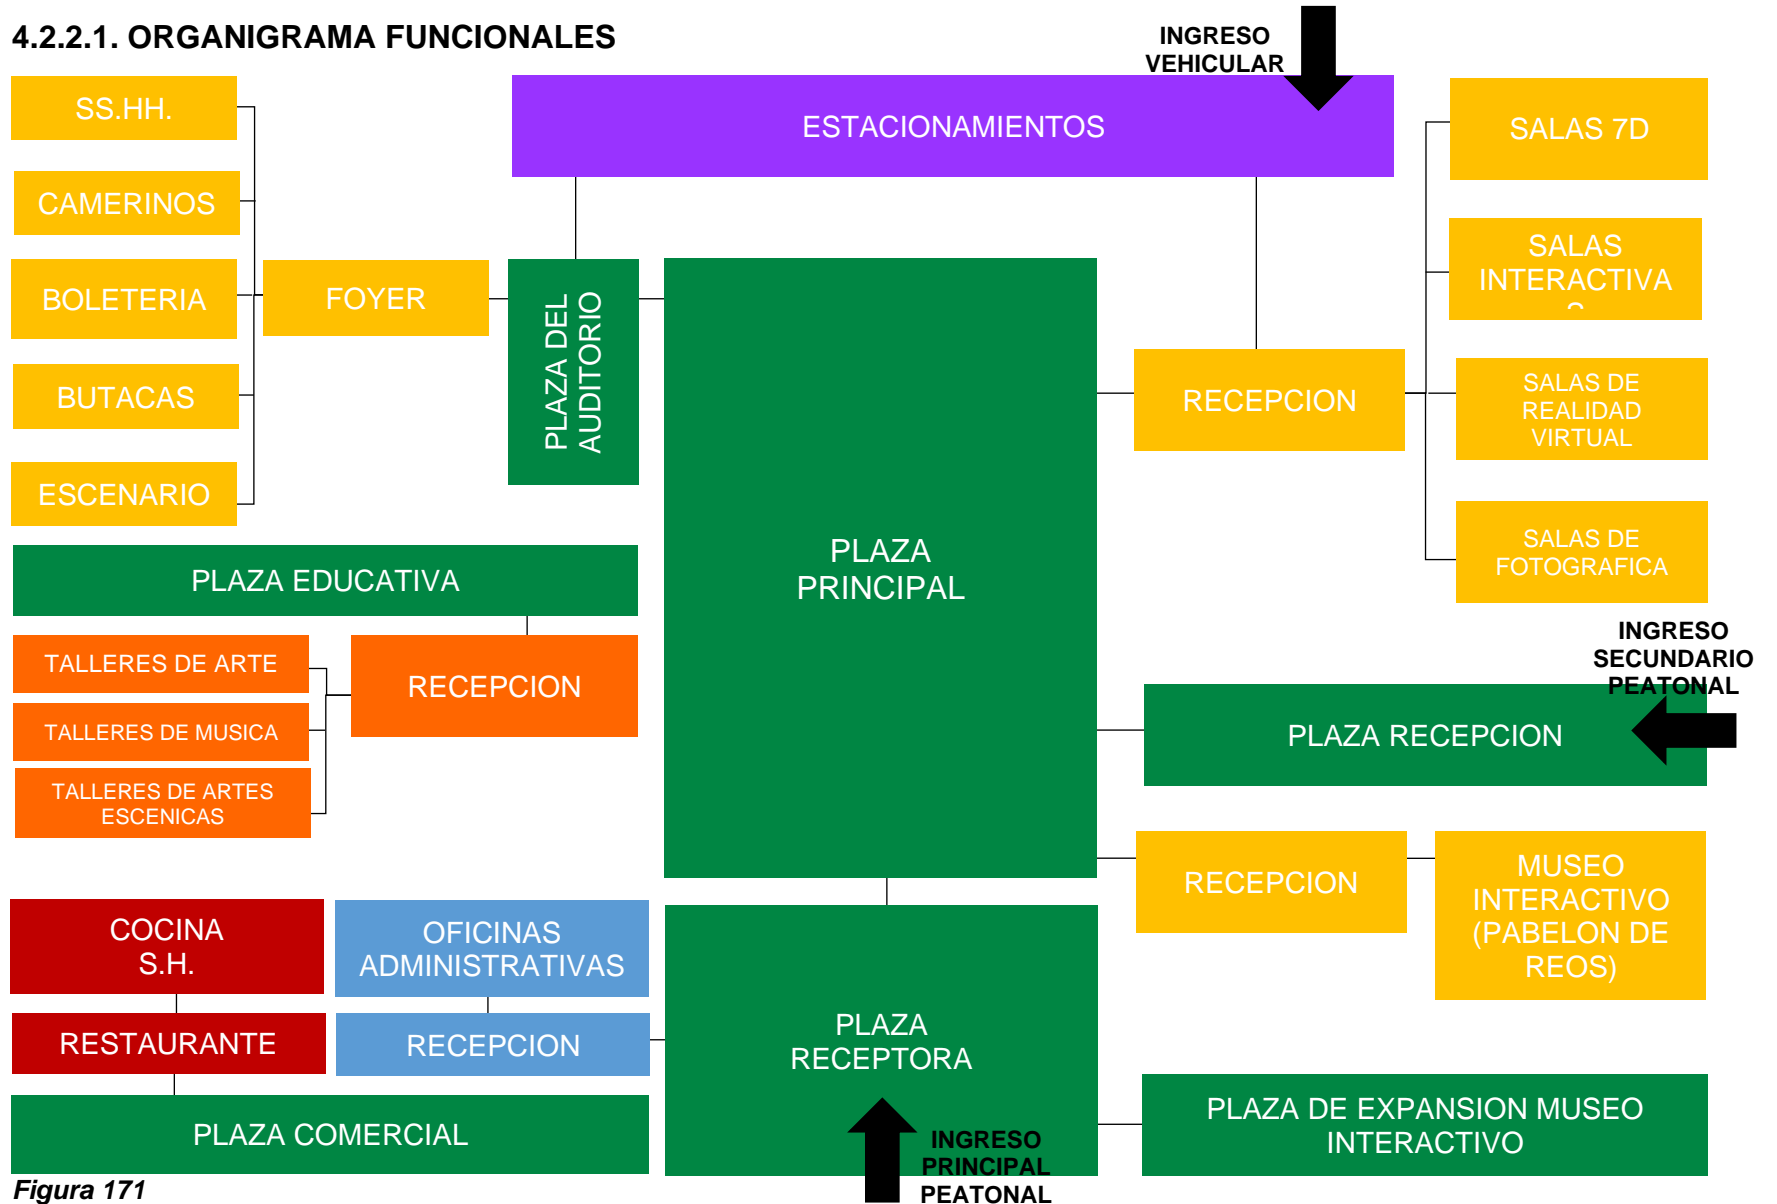 4.2.2.1. ORGANIGRAMA FUNCIONALES
INGRESO
VEHICULAR
SS.HH.
ESTACIONAMIENTOS
SALAS 7D
CAMERINOS
SALAS
INTERACTIVA
S
BOLETERIA
FOYER
PLAZA DEL
AUDITORIO
RECEPCION
SALAS DE
REALIDAD
VIRTUAL
BUTACAS
ESCENARIO
SALAS DE
FOTOGRAFICA
PLAZA
PRINCIPAL
PLAZA EDUCATIVA
INGRESO
SECUNDARIO
PEATONAL
TALLERES DE ARTE
RECEPCION
TALLERES DE MUSICA
PLAZA RECEPCION
TALLERES DE ARTES
ESCENICAS
RECEPCION
MUSEO
INTERACTIVO
(PABELON DE
REOS)
COCINA
S.H.
OFICINAS
ADMINISTRATIVAS
RESTAURANTE
RECEPCION
PLAZA
RECEPTORA
PLAZA COMERCIAL
PLAZA DE EXPANSION MUSEO
INTERACTIVO
INGRESO
PRINCIPAL
PEATONAL
Figura 171